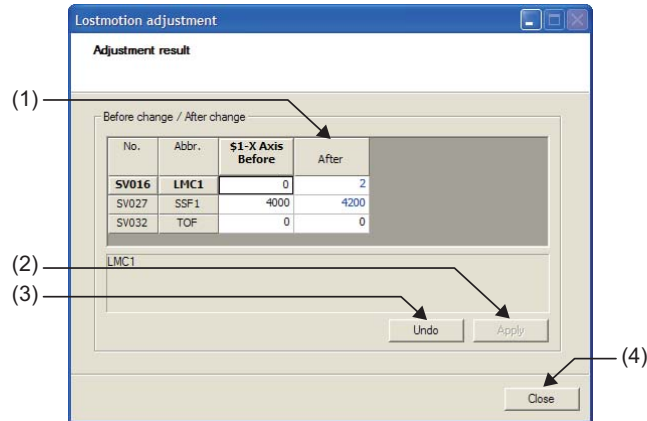 Lostmotion adjustment
Adjustment result
(1)
Before change / After change
No. Abbr. $1-X Axis Before After
SV016 LMC1 0 2
SV027 SSF1 4000 4200
SV032 TOF 0 0
(2)
LMC1
(3)
Undo Apply
(4)
Close